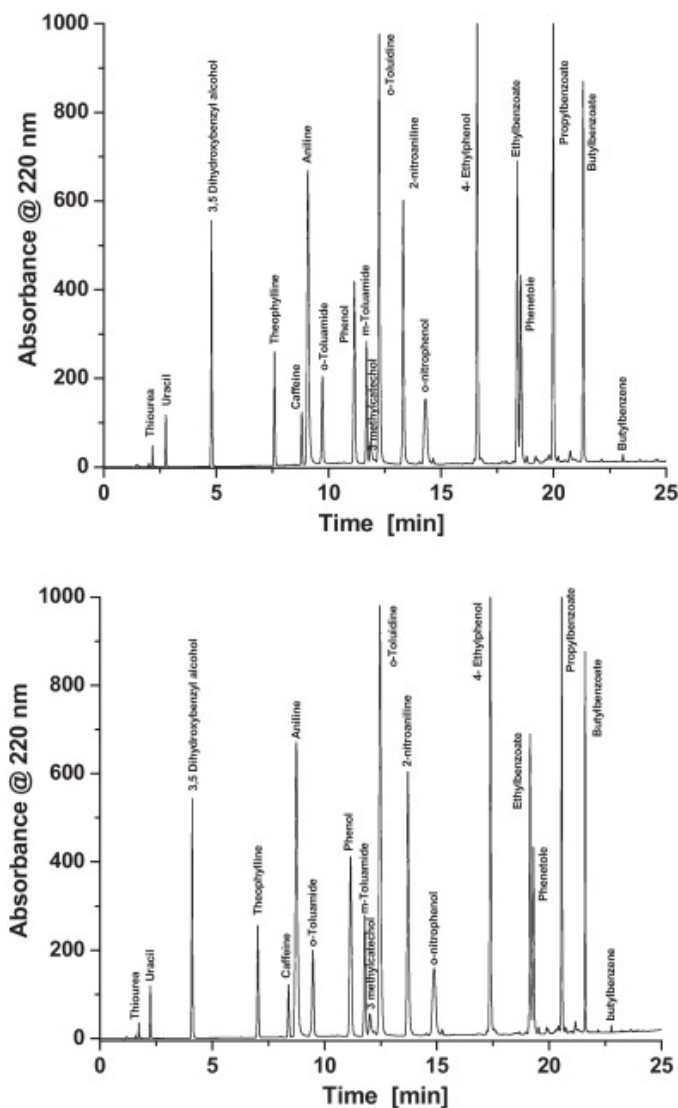 1000
800
600
400
200
0
Absorbance @ 220 nm
Thiourea
Uracil
3,5 Dihydroxybenzyl alcohol
Theophylline
Caffeine
Aniline
o-Toluamide
Phenol
m-Toluamide
3 methylcatechol
o-Toluidine
2-nitroaniline
o-nitrophenol
4- Ethylphenol
Ethylbenzoate
Phenetole
Propylbenzoate
Butylbenzoate
Butylbenzene
0 5 10 15 20 25
Time [min]
1000
800
600
400
200
0
Absorbance @ 220 nm
Thiourea
Uracil
3,5 Dihydroxybenzyl alcohol
Theophylline
Caffeine
Aniline
o-Toluamide
Phenol
m-Toluamide
3 methylcatechol
o-Toluidine
2-nitroaniline
o-nitrophenol
4- Ethylphenol
Ethylbenzoate
Phenetole
Propylbenzoate
Butylbenzoate
butylbenzene
0 5 10 15 20 25
Time [min]